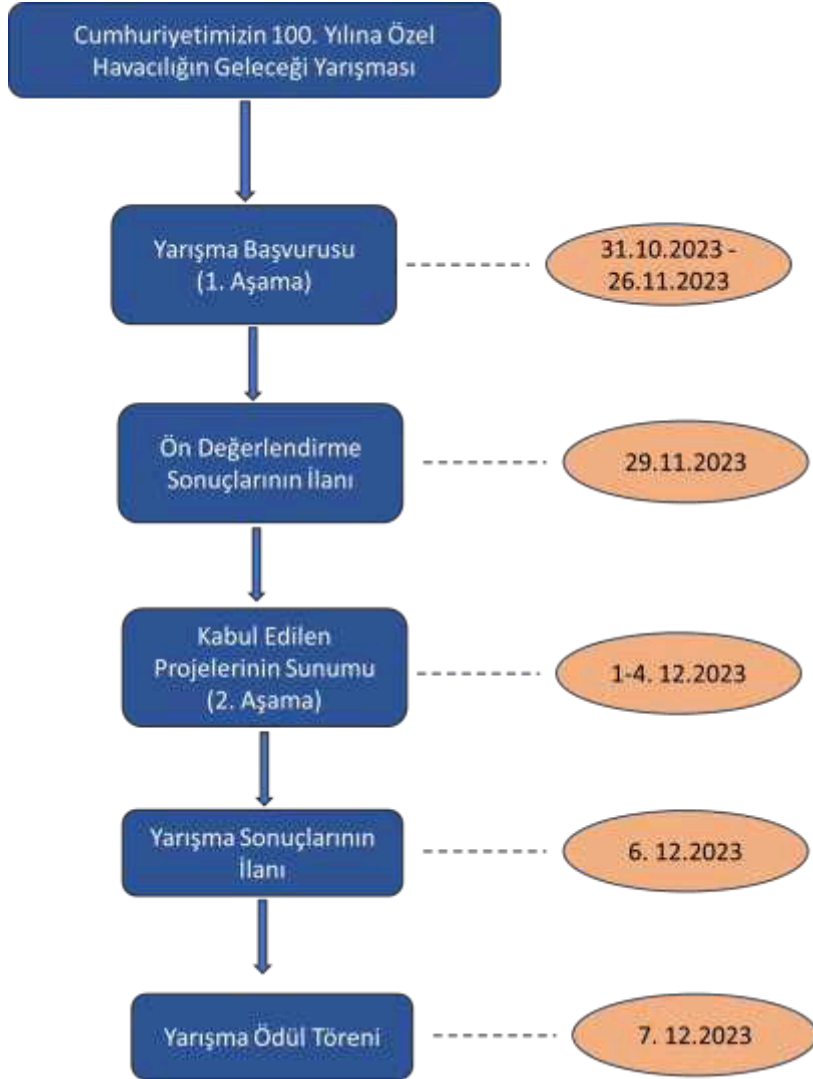 Cumhuriyetimizin 100. Yılına Özel
Havacılığın Geleceği Yarışması
Yarışma Başvurusu
(1. Aşama)
31.10.2023 -
26.11.2023
Ön Değerlendirme
Sonuçlarının İlanı
29.11.2023
Kabul Edilen
Projelerinin Sunumu
(2. Aşama)
1-4. 12.2023
Yarışma Sonuçlarının
İlanı
6. 12.2023
Yarışma Ödül Töreni
7. 12.2023